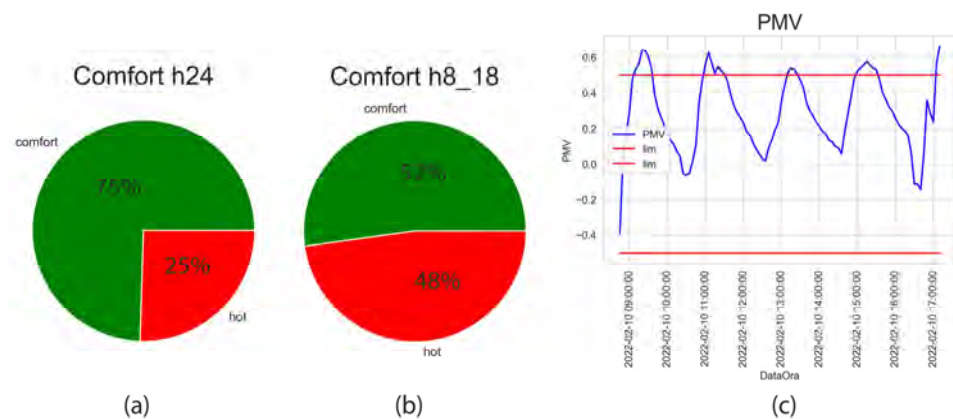 Comfort h24
comfort
75%
25%
hot
(a)
Comfort h8_18
comfort
52%
48%
hot
(b)
PMV
PMV
0.6
0.4
0.2
0.0
−0.2
−0.4
PMV
lim
lim
2022-02-10 09:00:00
2022-02-10 10:00:00
2022-02-10 11:00:00
2022-02-10 12:00:00
2022-02-10 13:00:00
2022-02-10 14:00:00
2022-02-10 15:00:00
2022-02-10 16:00:00
2022-02-10 17:00:00
DataOra
(c)